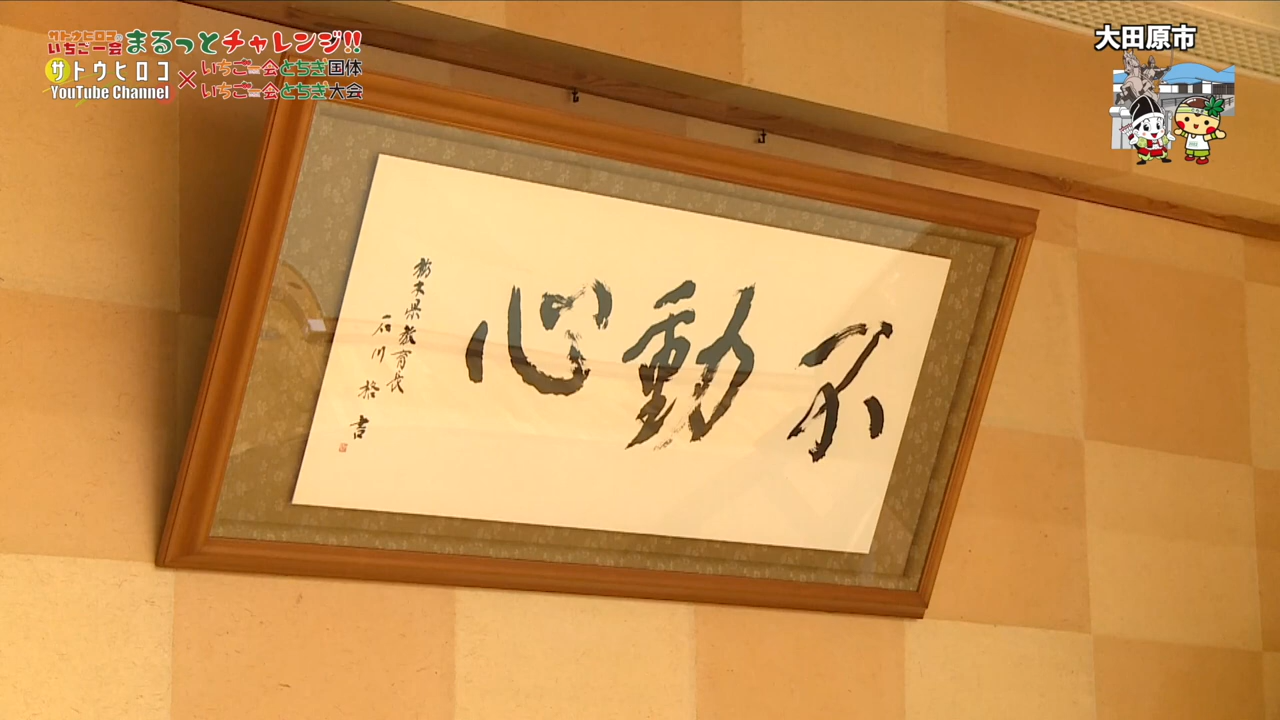 サトウヒロコの
いちご一会 まるっとチャレンジ!!
サトウヒロコ
YouTube Channel
×
いちご一会とちぎ国体
いちご一会とちぎ大会
大田原市
不動心
栃木県教育長
石川 格 書